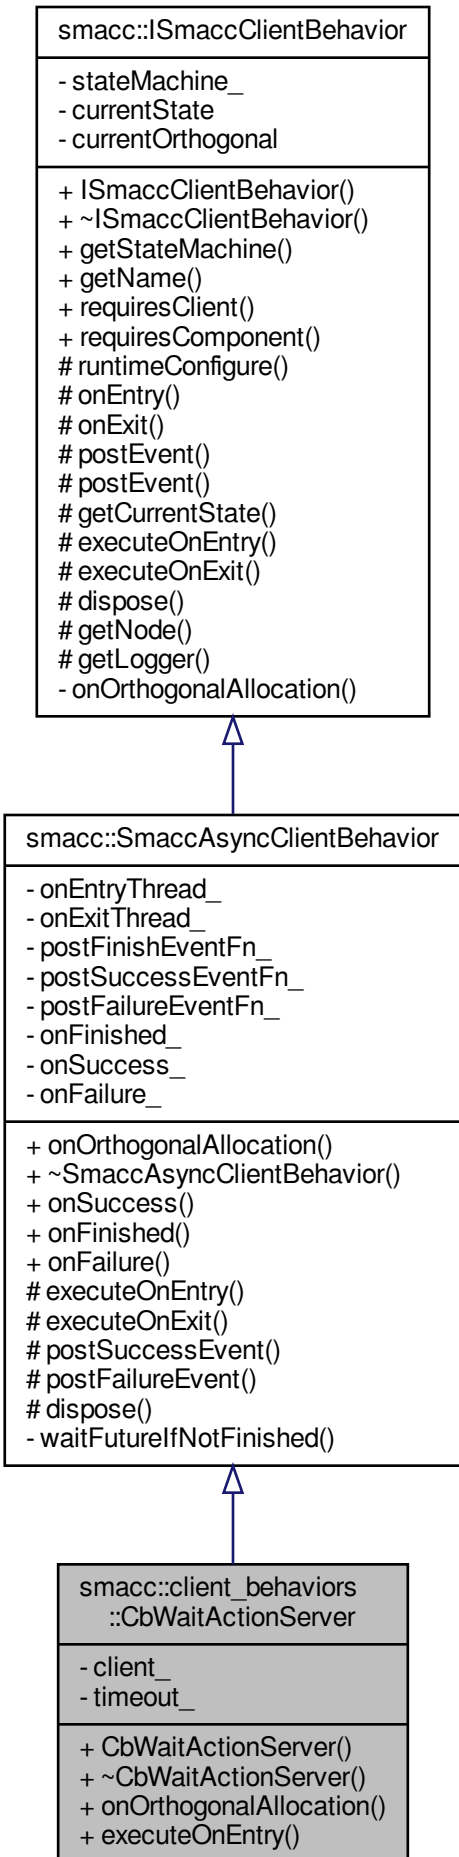 smacc::ISmaccClientBehavior
- stateMachine_
- currentState
- currentOrthogonal
+ ISmaccClientBehavior()
+ ~ISmaccClientBehavior()
+ getStateMachine()
+ getName()
+ requiresClient()
+ requiresComponent()
# runtimeConfigure()
# onEntry()
# onExit()
# postEvent()
# postEvent()
# getCurrentState()
# executeOnEntry()
# executeOnExit()
# dispose()
# getNode()
# getLogger()
- onOrthogonalAllocation()
smacc::SmaccAsyncClientBehavior
- onEntryThread_
- onExitThread_
- postFinishEventFn_
- postSuccessEventFn_
- postFailureEventFn_
- onFinished_
- onSuccess_
- onFailure_
+ onOrthogonalAllocation()
+ ~SmaccAsyncClientBehavior()
+ onSuccess()
+ onFinished()
+ onFailure()
# executeOnEntry()
# executeOnExit()
# postSuccessEvent()
# postFailureEvent()
# dispose()
- waitFutureIfNotFinished()
smacc::client_behaviors
::CbWaitActionServer
- client_
- timeout_
+ CbWaitActionServer()
+ ~CbWaitActionServer()
+ onOrthogonalAllocation()
+ executeOnEntry()